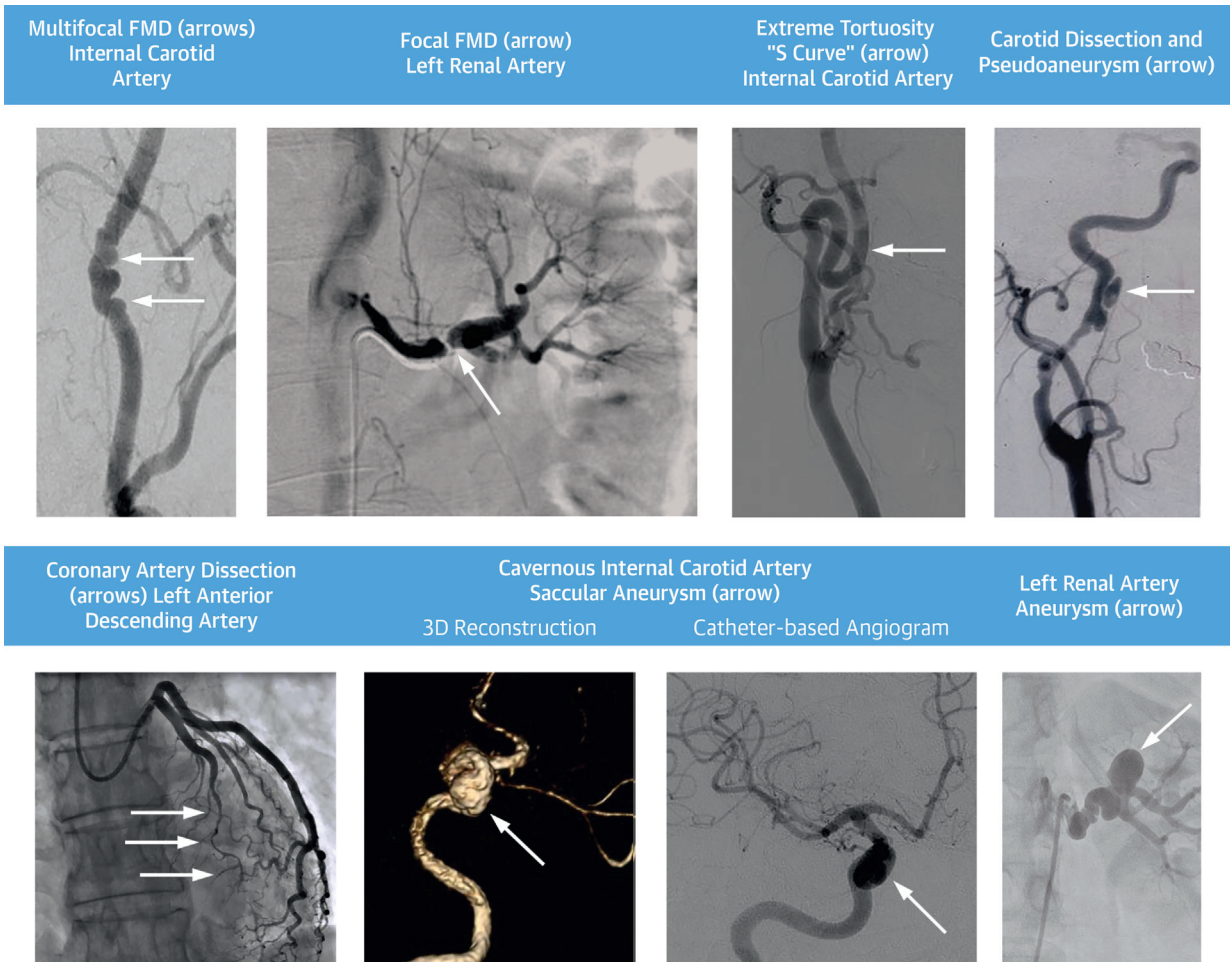 Multifocal FMD (arrows)
Internal Carotid
Artery
Focal FMD (arrow)
Left Renal Artery
Extreme Tortuosity
"S Curve" (arrow)
Internal Carotid Artery
Carotid Dissection and
Pseudoaneurysm (arrow)
Coronary Artery Dissection
(arrows) Left Anterior
Descending Artery
Cavernous Internal Carotid Artery
Saccular Aneurysm (arrow)
3D Reconstruction
Catheter-based Angiogram
Left Renal Artery
Aneurysm (arrow)